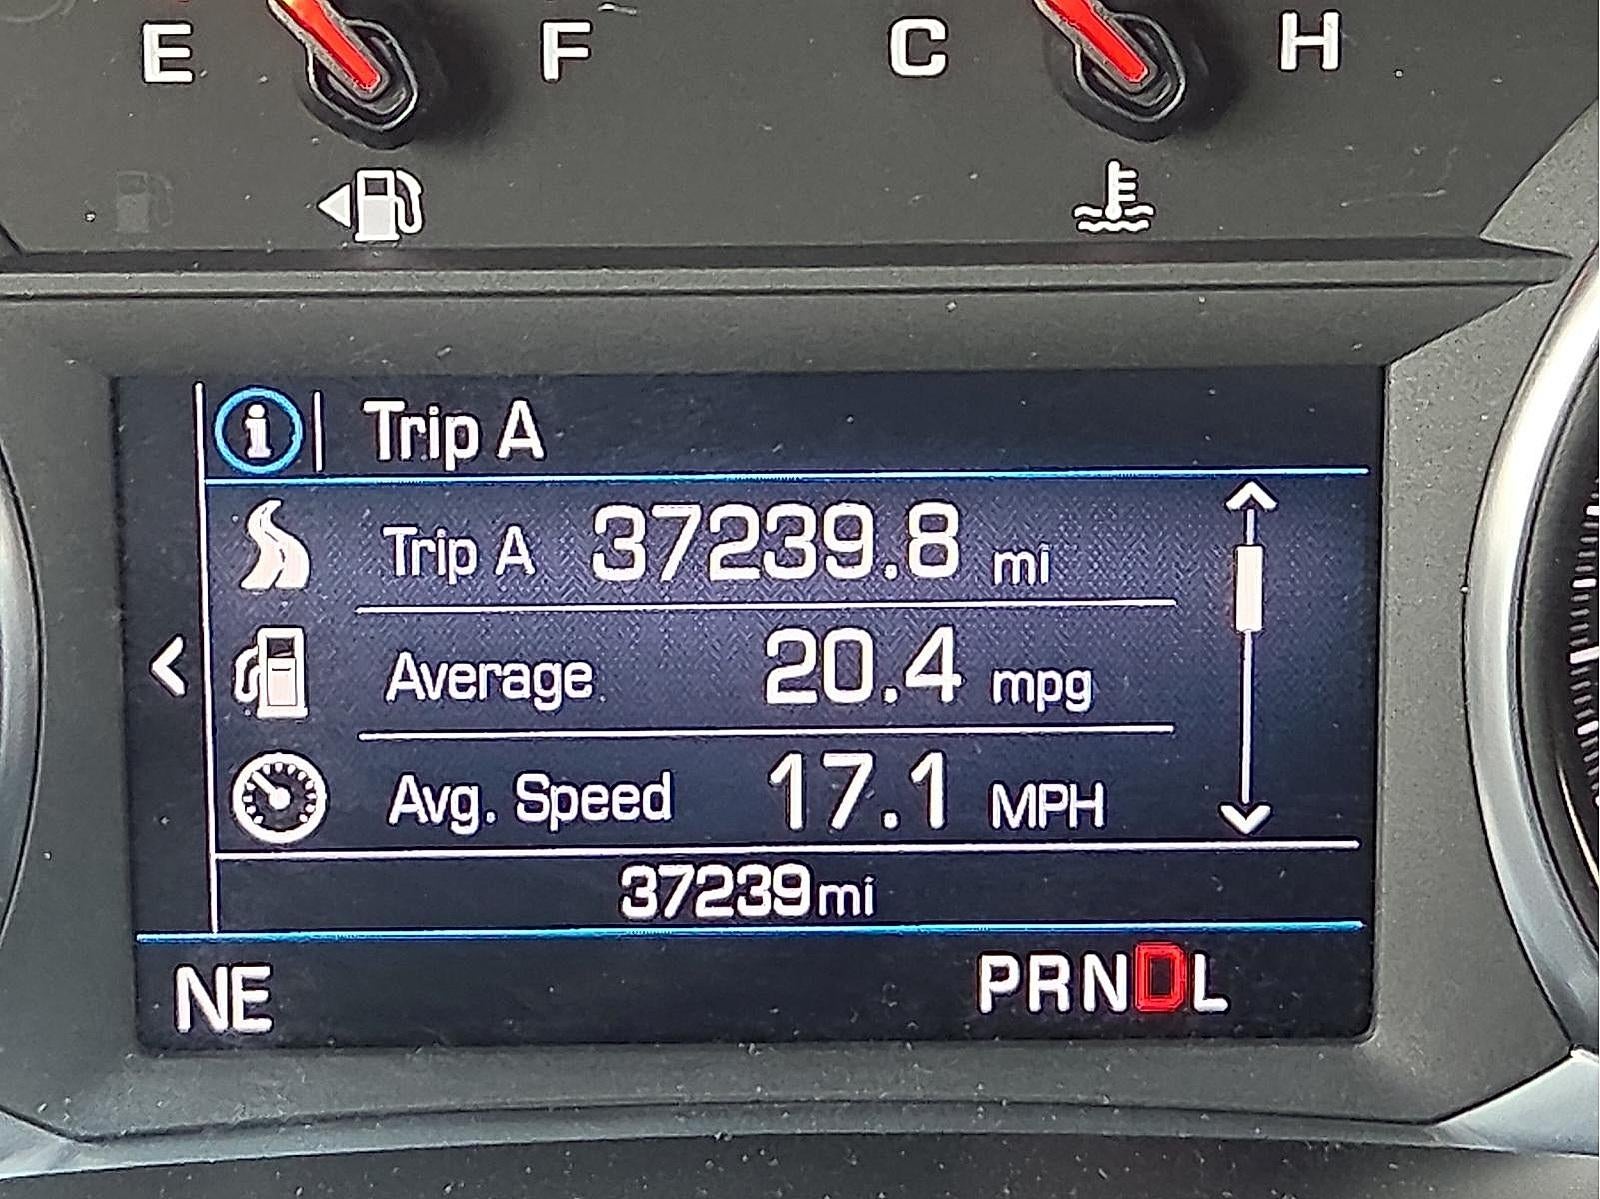 E F C H
i Trip A
Trip A 37239.8 mi
Average 20.4 mpg
Avg. Speed 17.1 MPH
37239mi
NE PRNDL